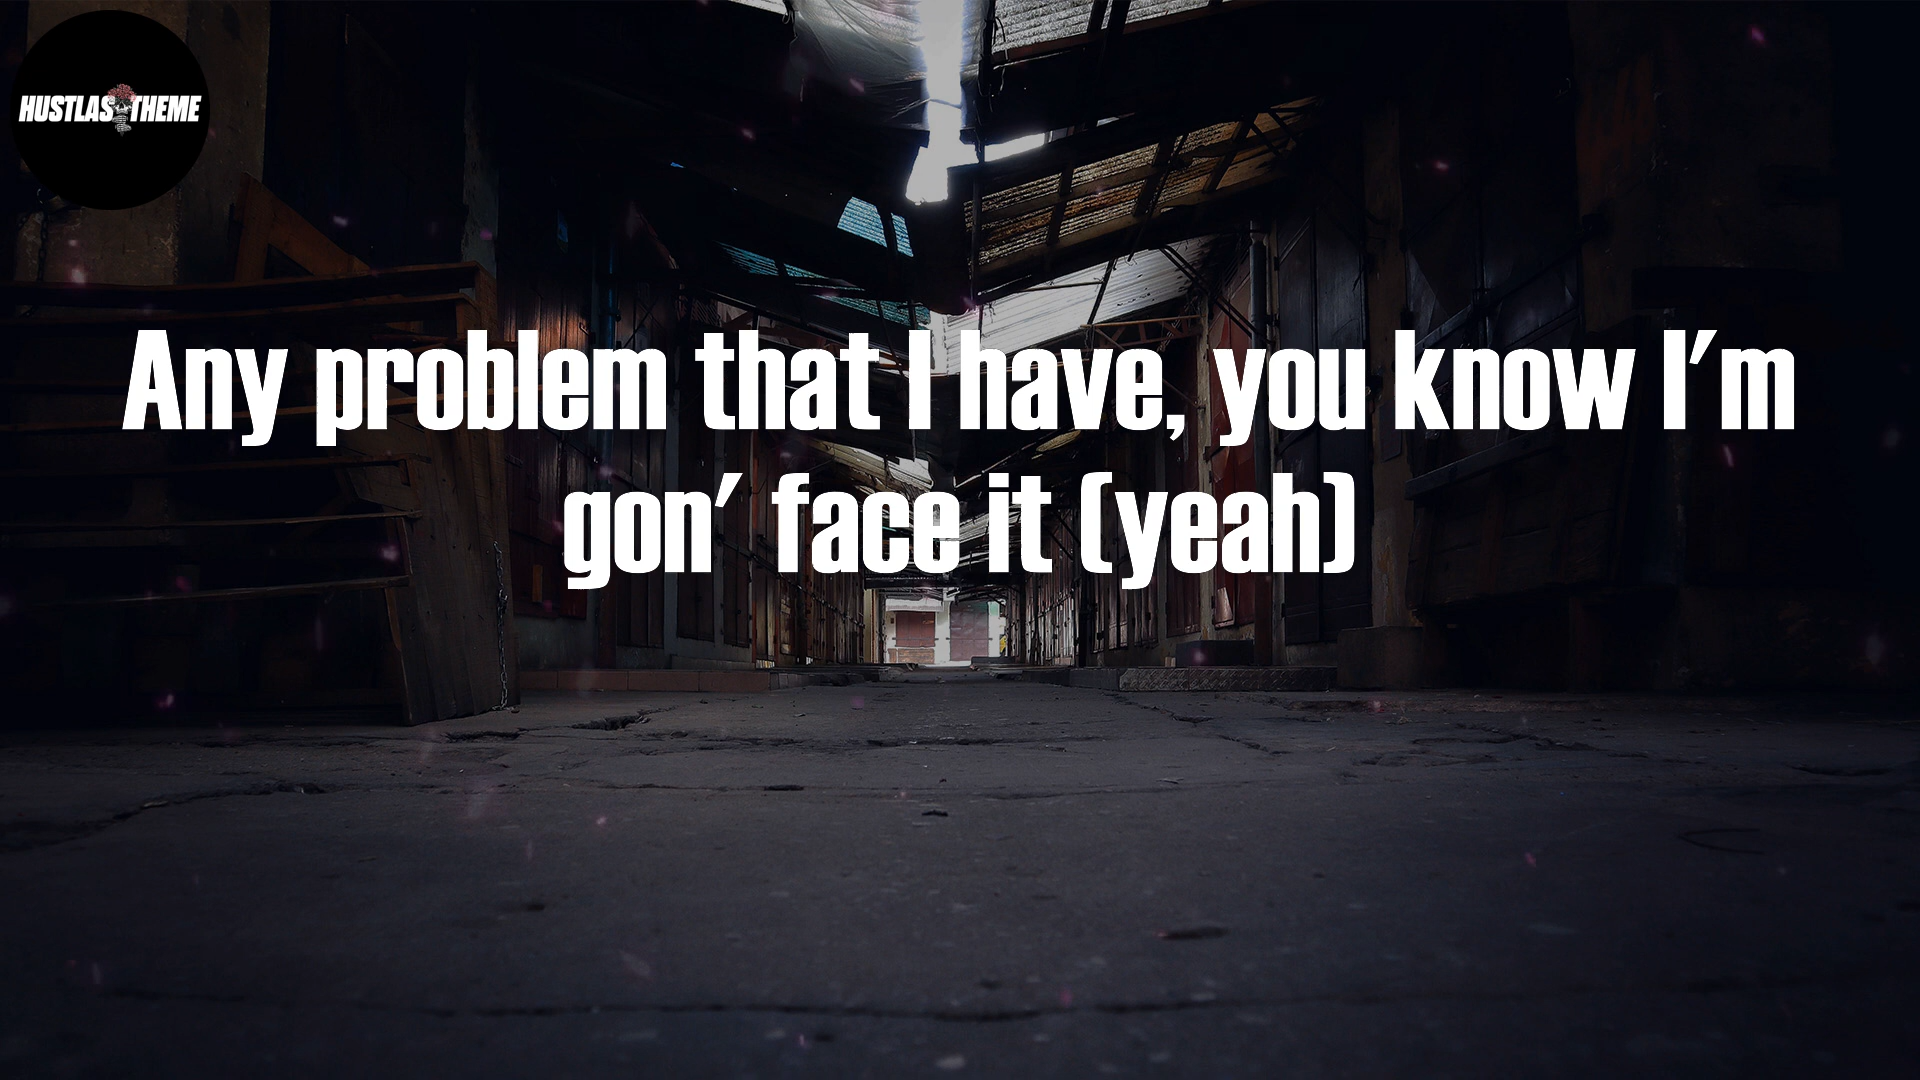 HUSTLAS THEME
Any problem that I have, you know I'm
gon' face it (yeah)